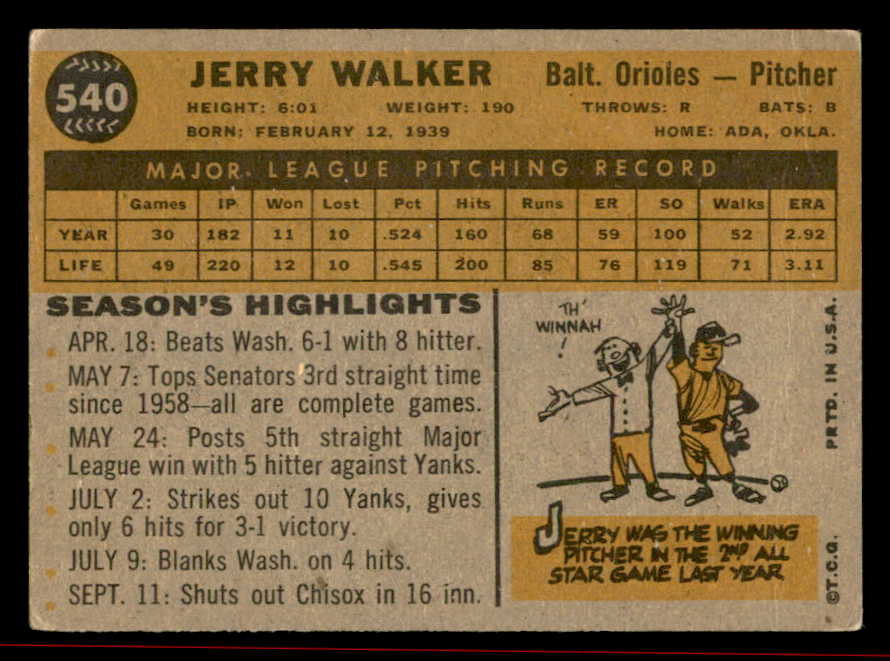 540
JERRY WALKER Balt. Orioles — Pitcher
HEIGHT: 6:01 WEIGHT: 190 THROWS: R BATS: B
BORN: FEBRUARY 12, 1939 HOME: ADA, OKLA.
MAJOR LEAGUE PITCHING RECORD
Games IP Won Lost Pct Hits Runs ER SO Walks ERA
YEAR 30 182 11 10 .524 160 68 59 100 52 2.92
LIFE 49 220 12 10 .545 200 85 76 119 71 3.11
SEASON'S HIGHLIGHTS
APR. 18: Beats Wash. 6-1 with 8 hitter.
MAY 7: Tops Senators 3rd straight time
since 1958—all are complete games.
MAY 24: Posts 5th straight Major
League win with 5 hitter against Yanks.
JULY 2: Strikes out 10 Yanks, gives
only 6 hits for 3-1 victory.
JULY 9: Blanks Wash. on 4 hits.
SEPT. 11: Shuts out Chisox in 16 inn.
TH'
WINNAH
!
JERRY WAS THE WINNING
PITCHER IN THE 2ND ALL
STAR GAME LAST YEAR
©T.C.G. PRTD. IN U.S.A.